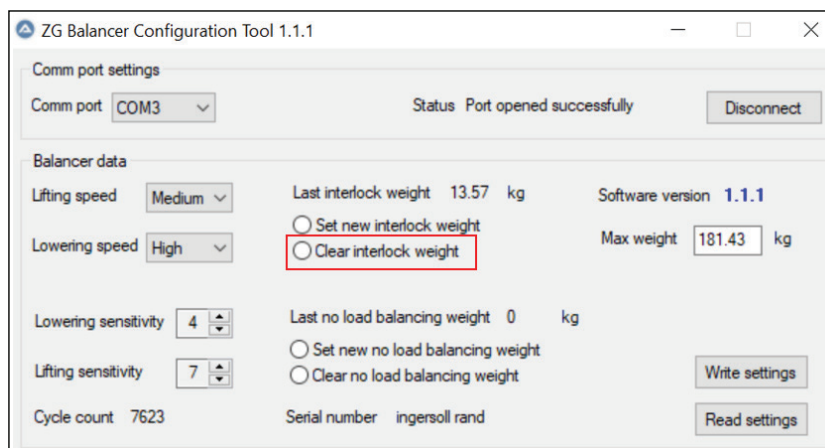 ZG Balancer Configuration Tool 1.1.1
Comm port settings
Comm port COM3 Status Port opened successfully Disconnect
Balancer data
Lifting speed Medium Last interlock weight 13.57 kg Software version 1.1.1
Set new interlock weight
Lowering speed High Clear interlock weight Max weight 181.43 kg
Lowering sensitivity 4 Last no load balancing weight 0 kg
Set new no load balancing weight
Lifting sensitivity 7 Clear no load balancing weight Write settings
Cycle count 7623 Serial number ingersoll rand Read settings